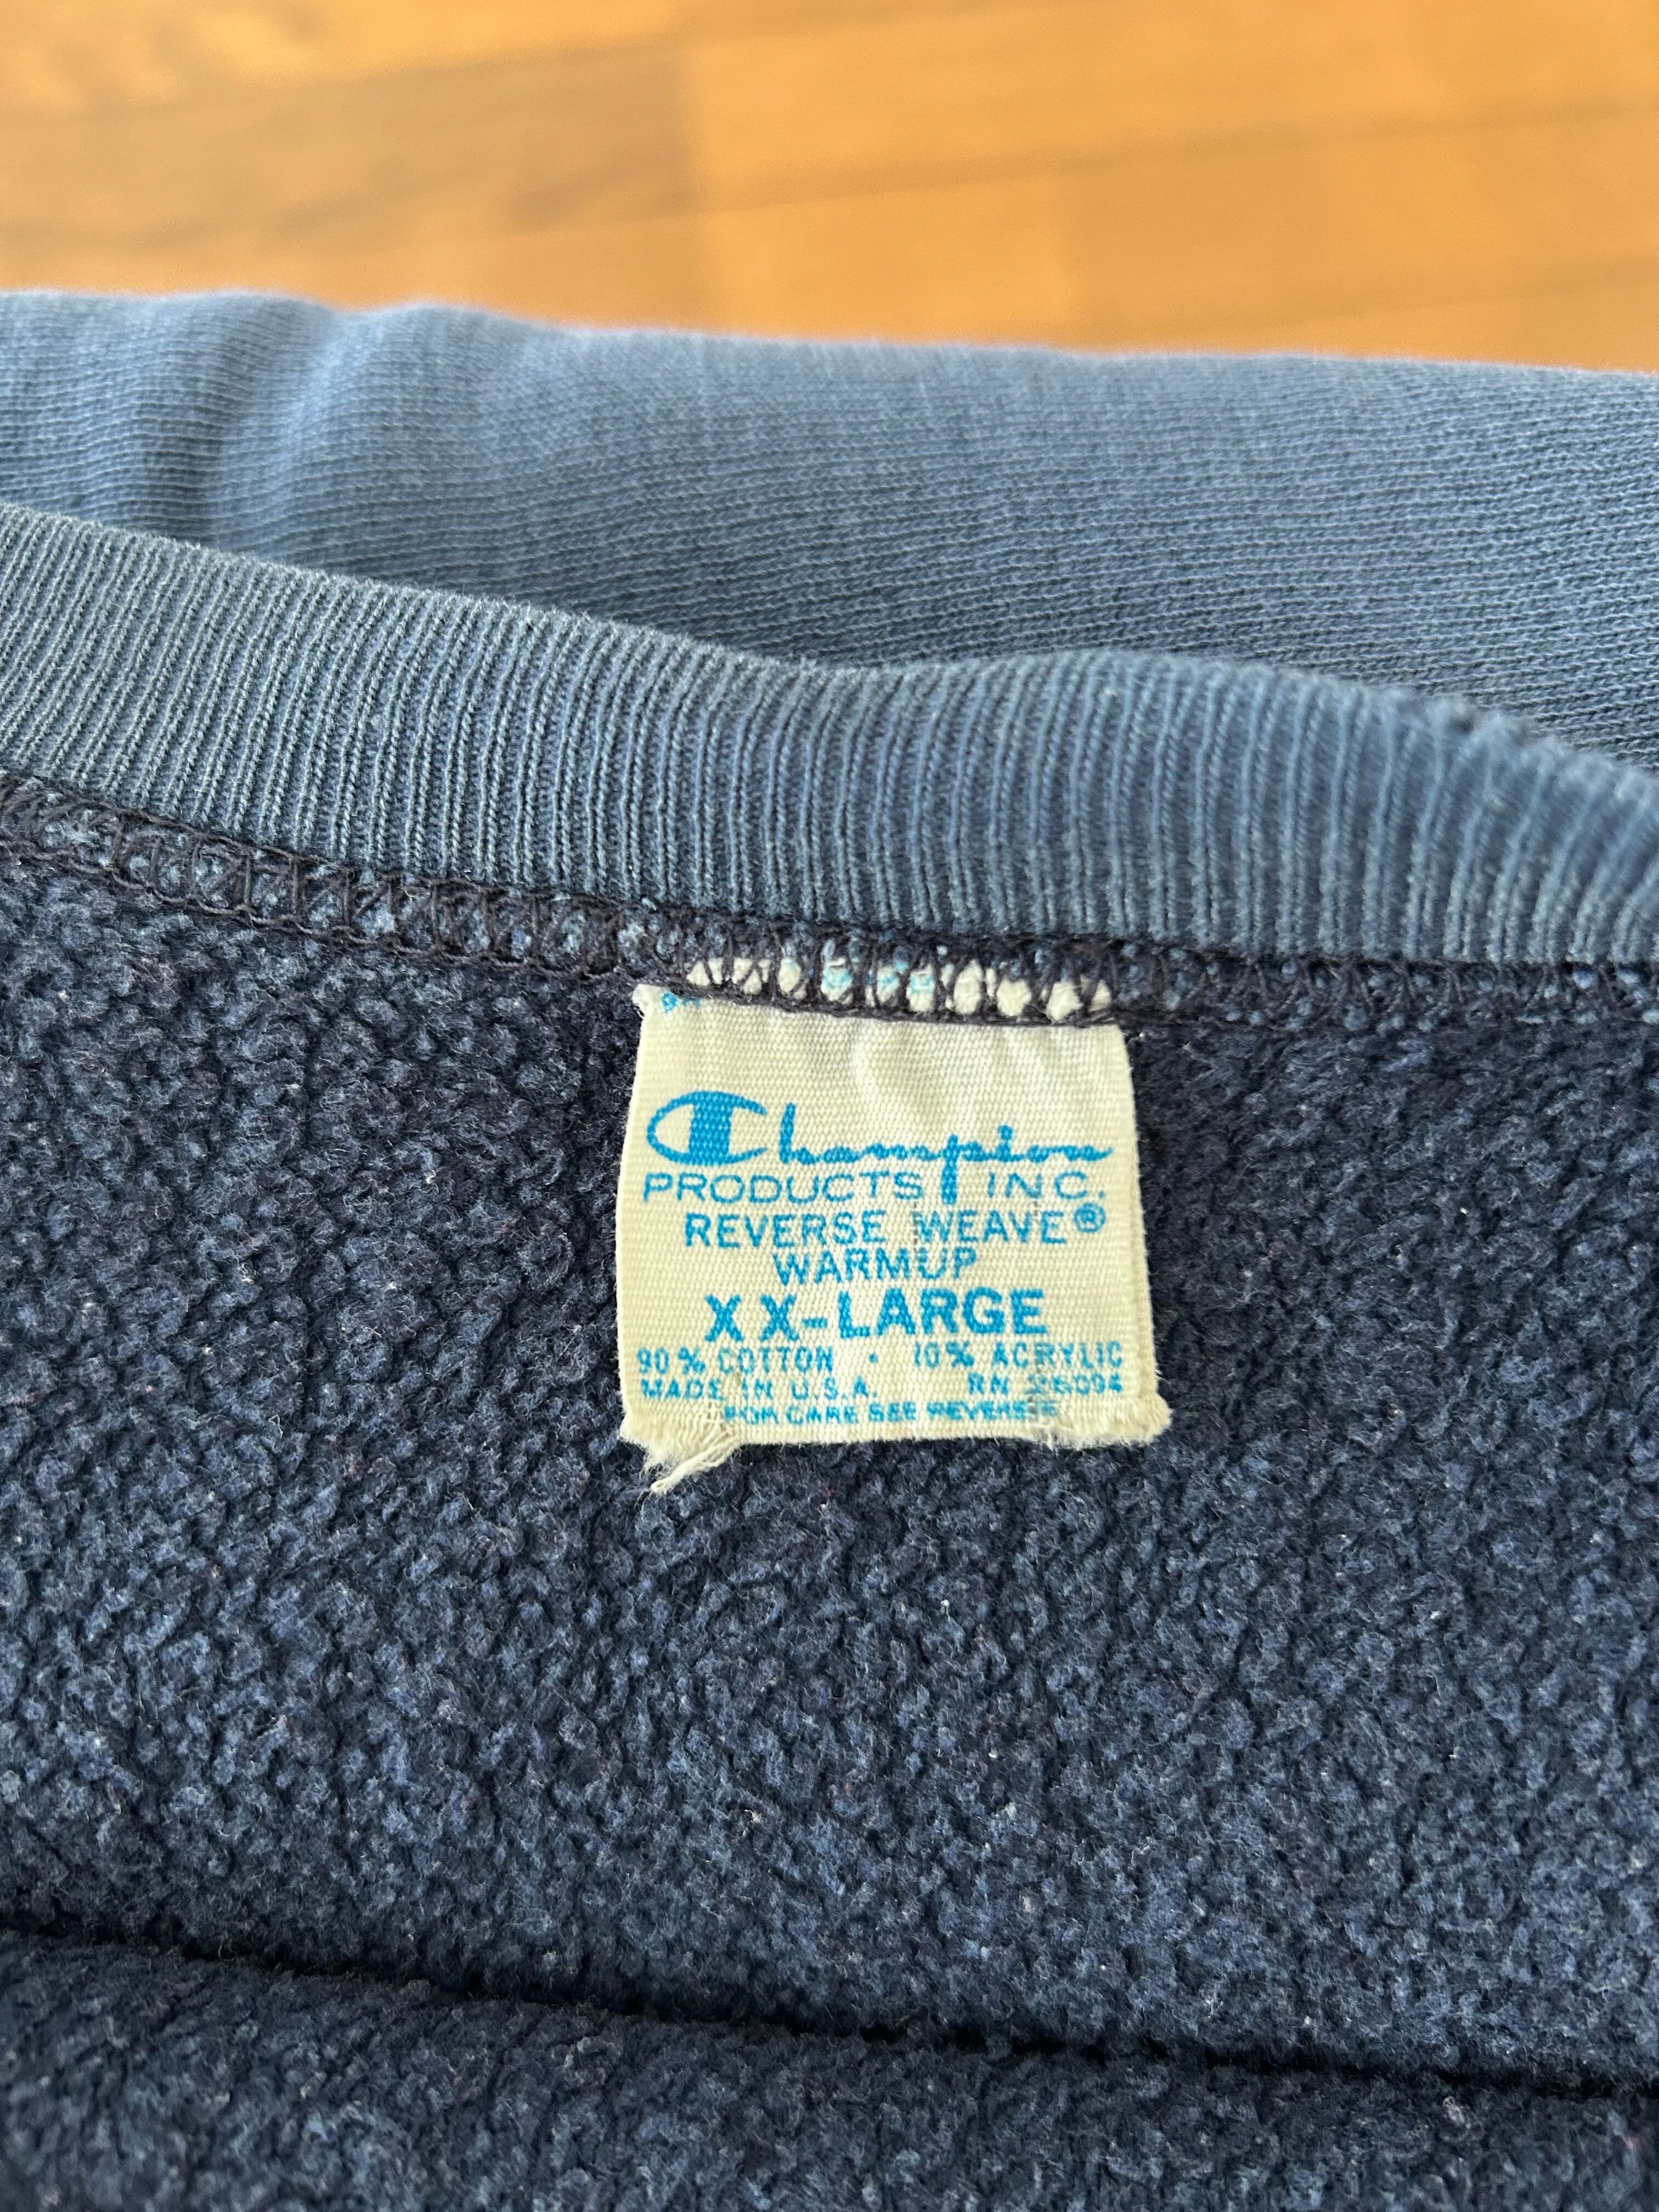 Champion
PRODUCTS INC.
REVERSE WEAVE®
WARMUP
XX-LARGE
90% COTTON · 10% ACRYLIC
MADE IN U.S.A. RN 26094
FOR CARE SEE REVERSE